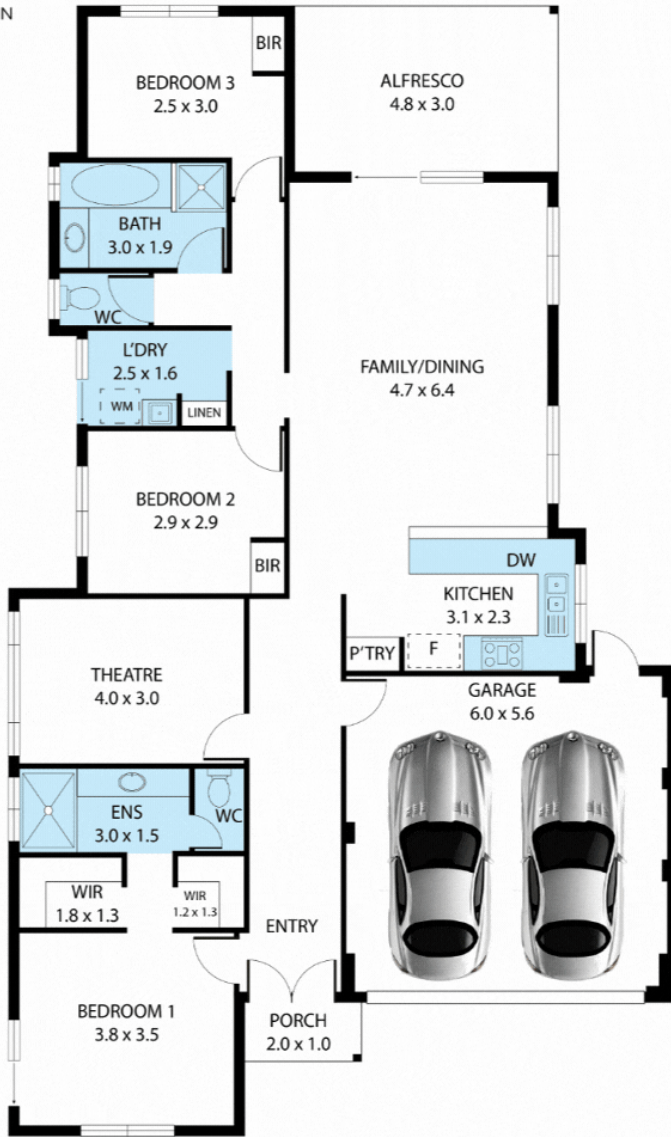 N
BIR
BEDROOM 3
2.5 x 3.0
ALFRESCO
4.8 x 3.0
BATH
3.0 x 1.9
WC
L'DRY
2.5 x 1.6
WM
LINEN
FAMILY/DINING
4.7 x 6.4
BEDROOM 2
2.9 x 2.9
BIR
DW
KITCHEN
3.1 x 2.3
P'TRY
F
THEATRE
4.0 x 3.0
GARAGE
6.0 x 5.6
ENS
3.0 x 1.5
WC
WIR
1.8 x 1.3
WIR
1.2 x 1.3
ENTRY
BEDROOM 1
3.8 x 3.5
PORCH
2.0 x 1.0